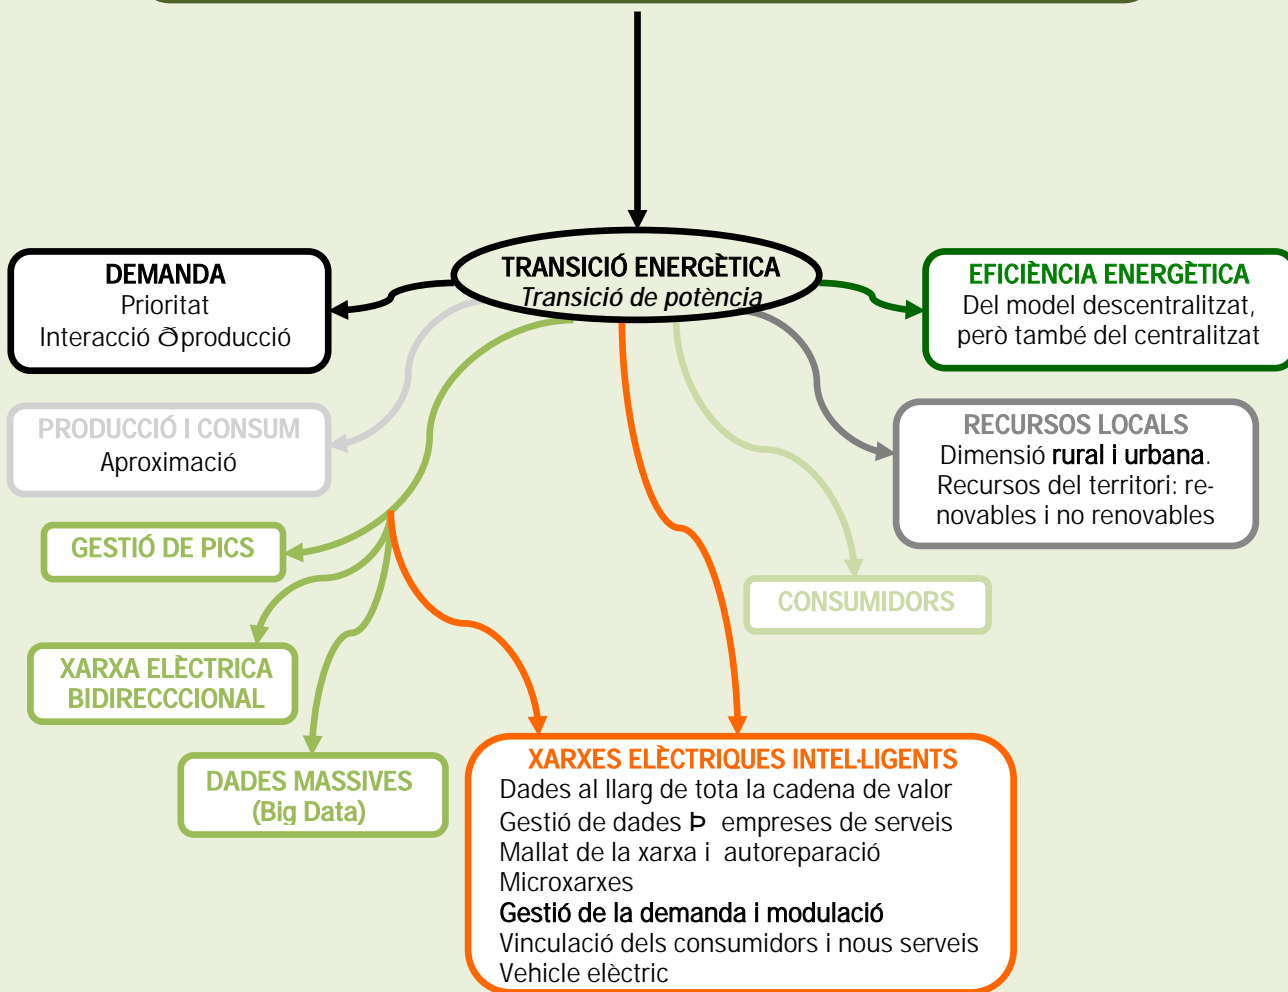 TRANSICIÓ ENERGÈTICA
Transició de potència
DEMANDA
Prioritat
Interacció Ö producció
EFICIÈNCIA ENERGÈTICA
Del model descentralitzat,
però també del centralitzat
PRODUCCIÓ I CONSUM
Aproximació
RECURSOS LOCALS
Dimensió rural i urbana.
Recursos del territori: re-
novables i no renovables
GESTIÓ DE PICS
CONSUMIDORS
XARXA ELÈCTRICA
BIDIRECCCIONAL
DADES MASSIVES
(Big Data)
XARXES ELÈCTRIQUES INTEL·LIGENTS
Dades al llarg de tota la cadena de valor
Gestió de dades Þ empreses de serveis
Mallat de la xarxa i autoreparació
Microxarxes
Gestió de la demanda i modulació
Vinculació dels consumidors i nous serveis
Vehicle elèctric